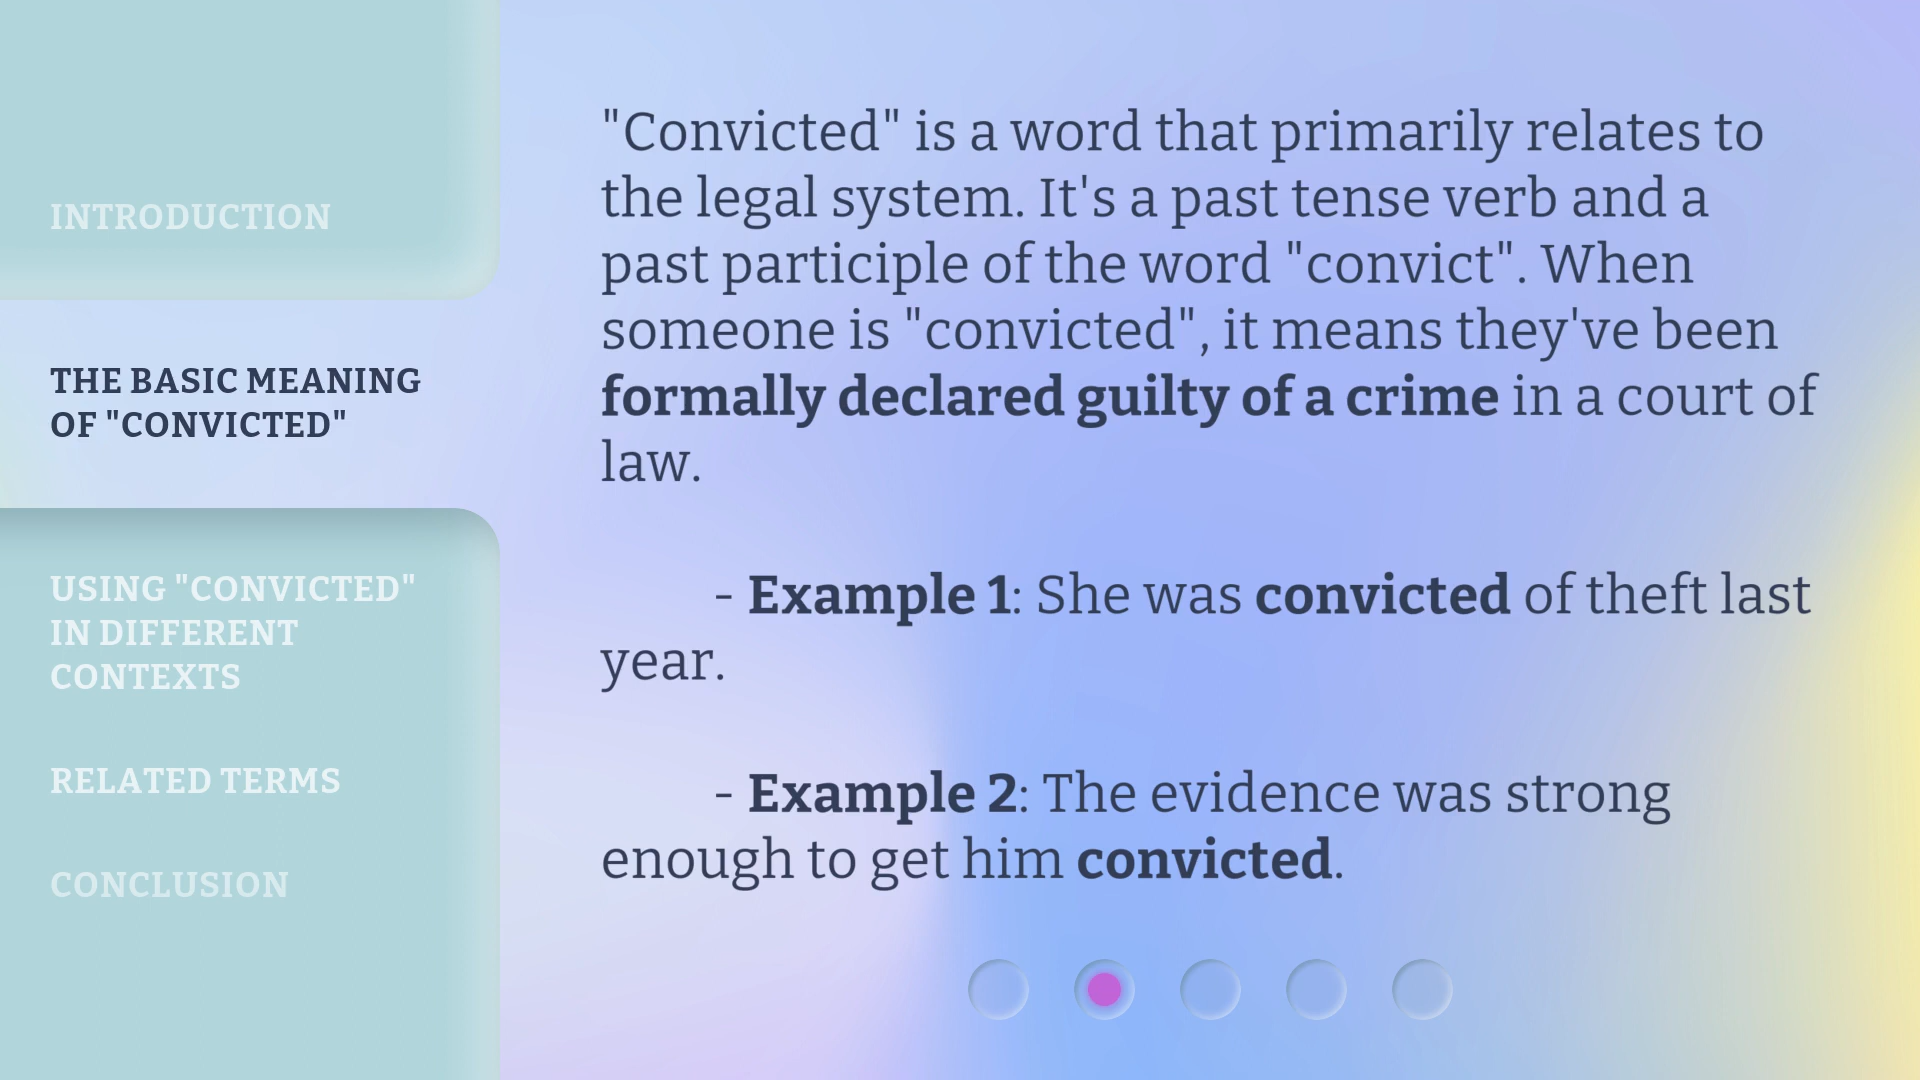 INTRODUCTION
THE BASIC MEANING
OF "CONVICTED"
USING "CONVICTED"
IN DIFFERENT
CONTEXTS
RELATED TERMS
CONCLUSION
"Convicted" is a word that primarily relates to
the legal system. It's a past tense verb and a
past participle of the word "convict". When
someone is "convicted", it means they've been
formally declared guilty of a crime in a court of
law.
- Example 1: She was convicted of theft last
year.
- Example 2: The evidence was strong
enough to get him convicted.